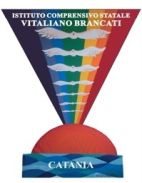 ISTITUTO COMPRENSIVO STATALE
VITALIANO BRANCATI
CATANIA